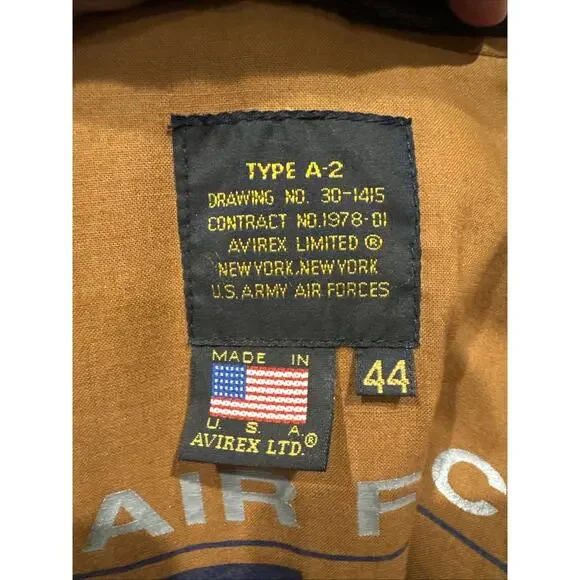 TYPE A-2
DRAWING NO. 30-1415
CONTRACT NO.1978-01
AVIREX LIMITED ®
NEW YORK, NEW YORK
U.S. ARMY AIR FORCES
MADE IN
U. S. A.
AVIREX LTD.®
44
AIR FO